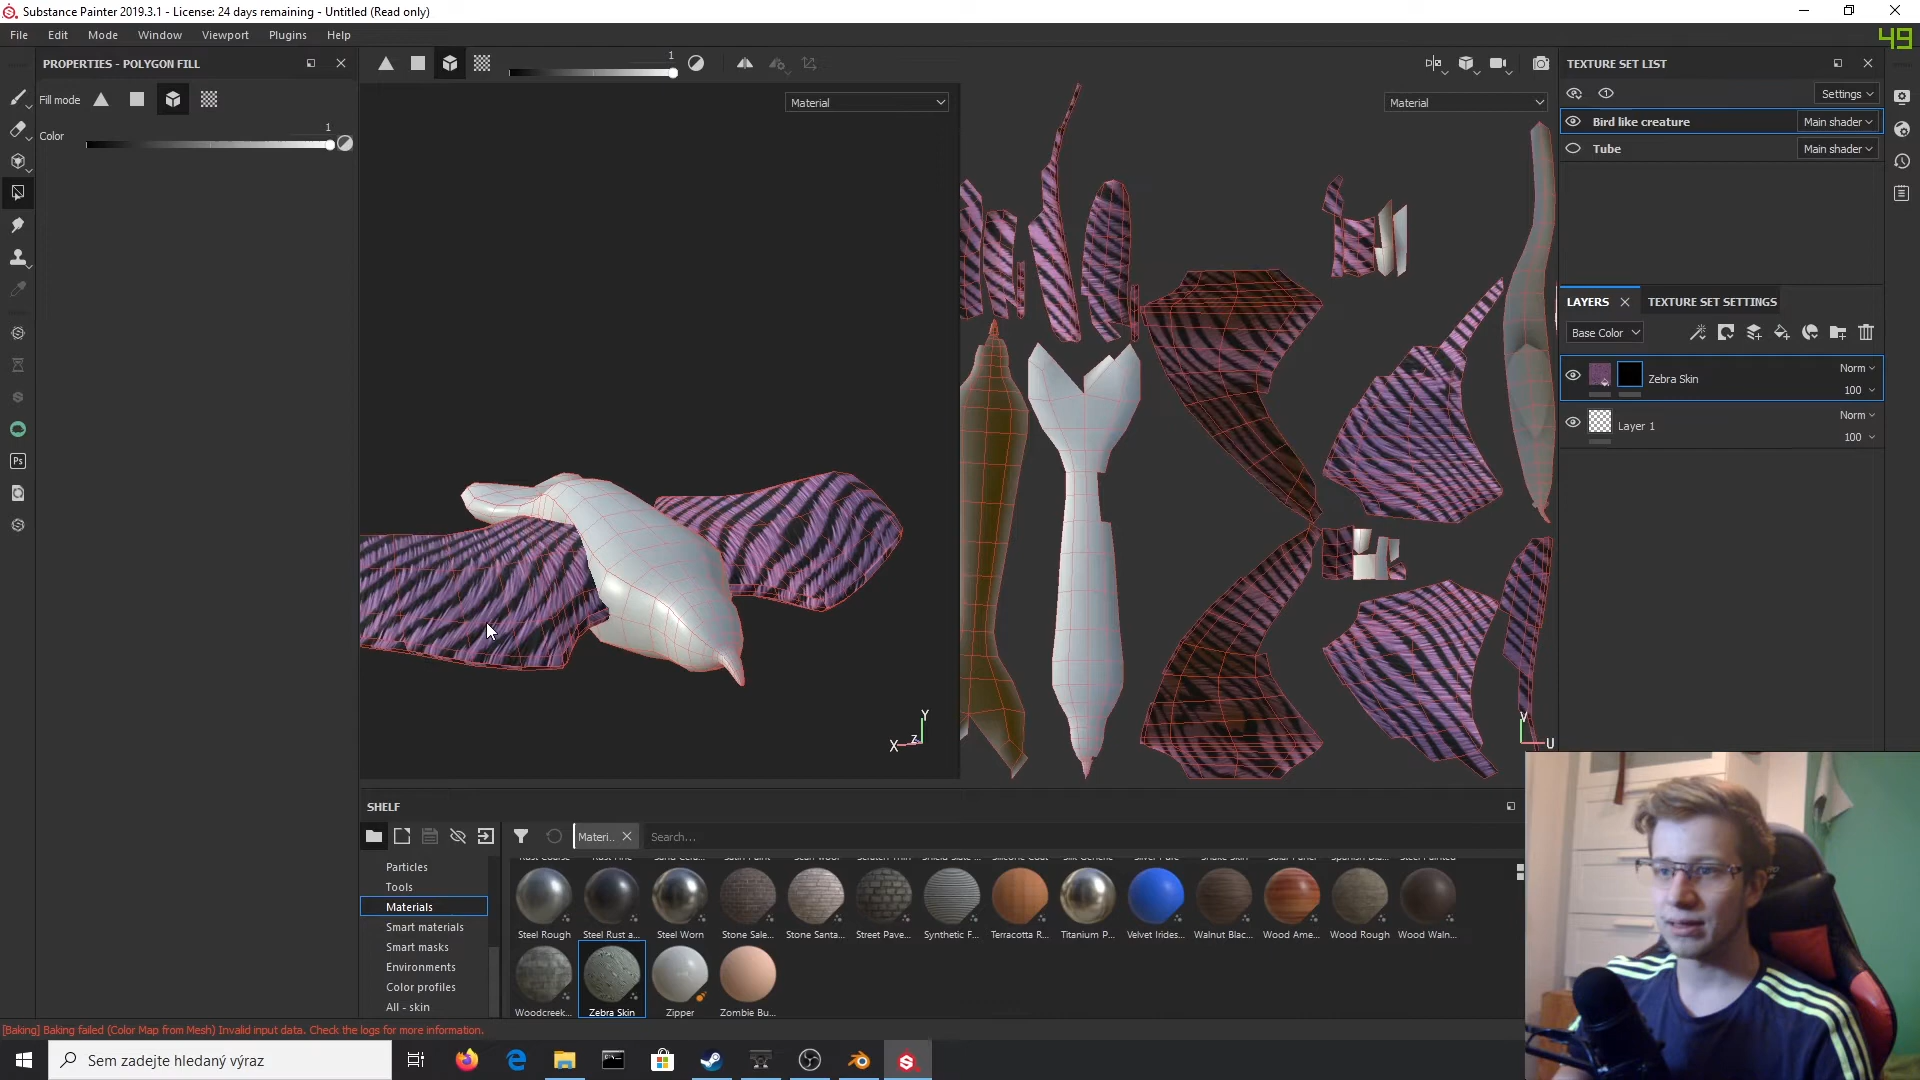 Substance Painter 2019.3.1 - License: 24 days remaining - Untitled (Read only)
File Edit Mode Window Viewport Plugins Help
49
PROPERTIES - POLYGON FILL
Fill mode
Color
1
1
Material
Material
TEXTURE SET LIST
Settings
Bird like creature Main shader
Tube Main shader
LAYERS TEXTURE SET SETTINGS
Base Color
Zebra Skin Norm
100
Layer 1 Norm
100
Ps
Y
X Z
V
U
SHELF
Materi.. Search...
Particles
Tools
Materials
Smart materials
Smart masks
Environments
Color profiles
All - skin
Steel Rough Steel Rust a... Steel Worn Stone Sale... Stone Santa... Street Pave... Synthetic F... Terracotta R... Titanium P... Velvet Irides... Walnut Blac... Wood Ame... Wood Rough Wood Waln...
Woodcreek... Zebra Skin Zipper Zombie Bu...
[Baking] Baking failed (Color Map from Mesh) Invalid input data. Check the logs for more information.
Sem zadejte hledaný výraz